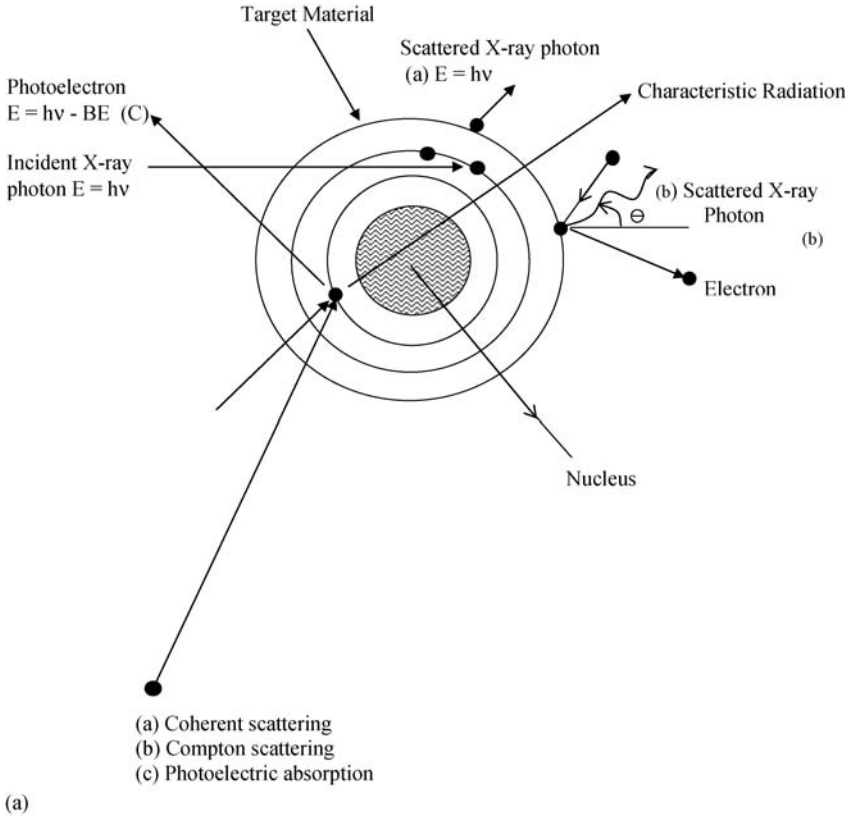 Target Material
Scattered X-ray photon
(a) E = hν
Photoelectron
E = hν - BE (C)
Characteristic Radiation
Incident X-ray
photon E = hν
(b) Scattered X-ray
Photon
ϴ
(b)
Electron
Nucleus
(a) Coherent scattering
(b) Compton scattering
(c) Photoelectric absorption
(a)